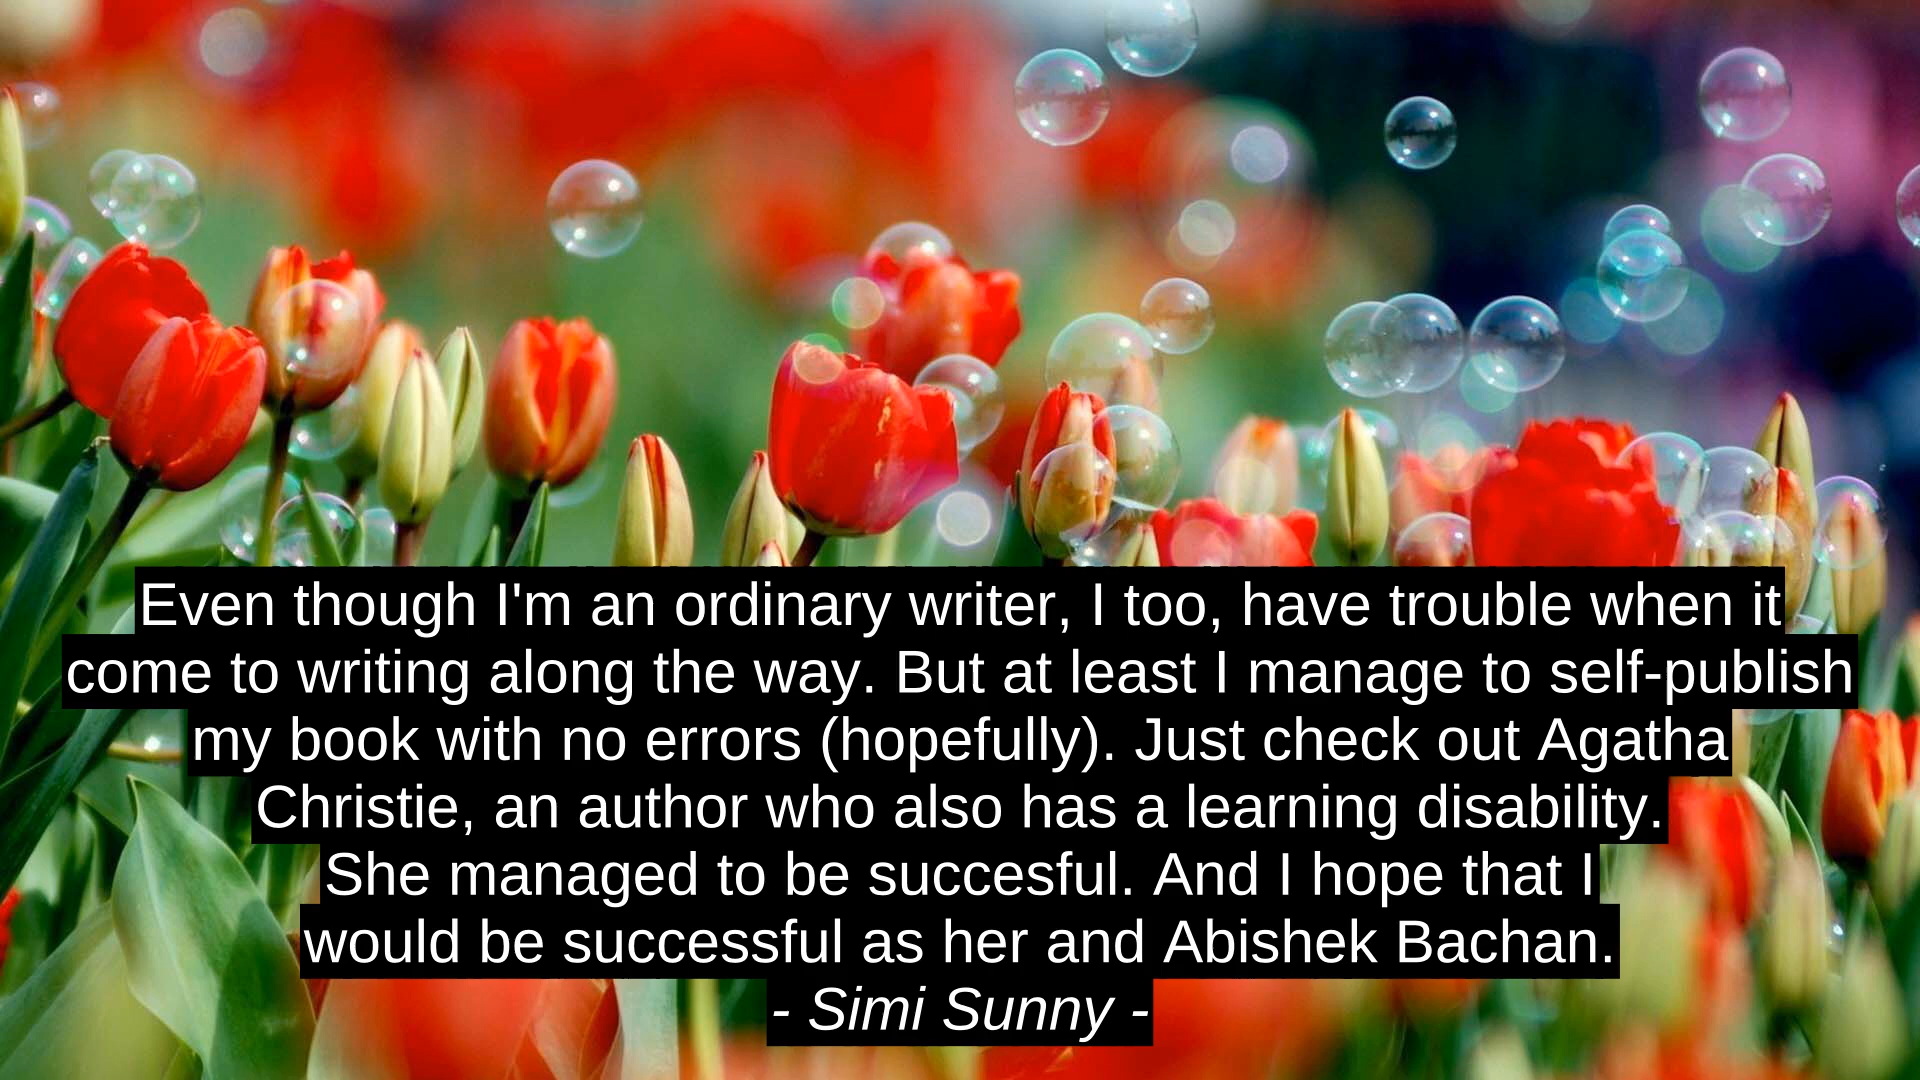 Even though I'm an ordinary writer, I too, have trouble when it
come to writing along the way. But at least I manage to self-publish
my book with no errors (hopefully). Just check out Agatha
Christie, an author who also has a learning disability.
She managed to be succesful. And I hope that I
would be successful as her and Abishek Bachan.
- Simi Sunny -